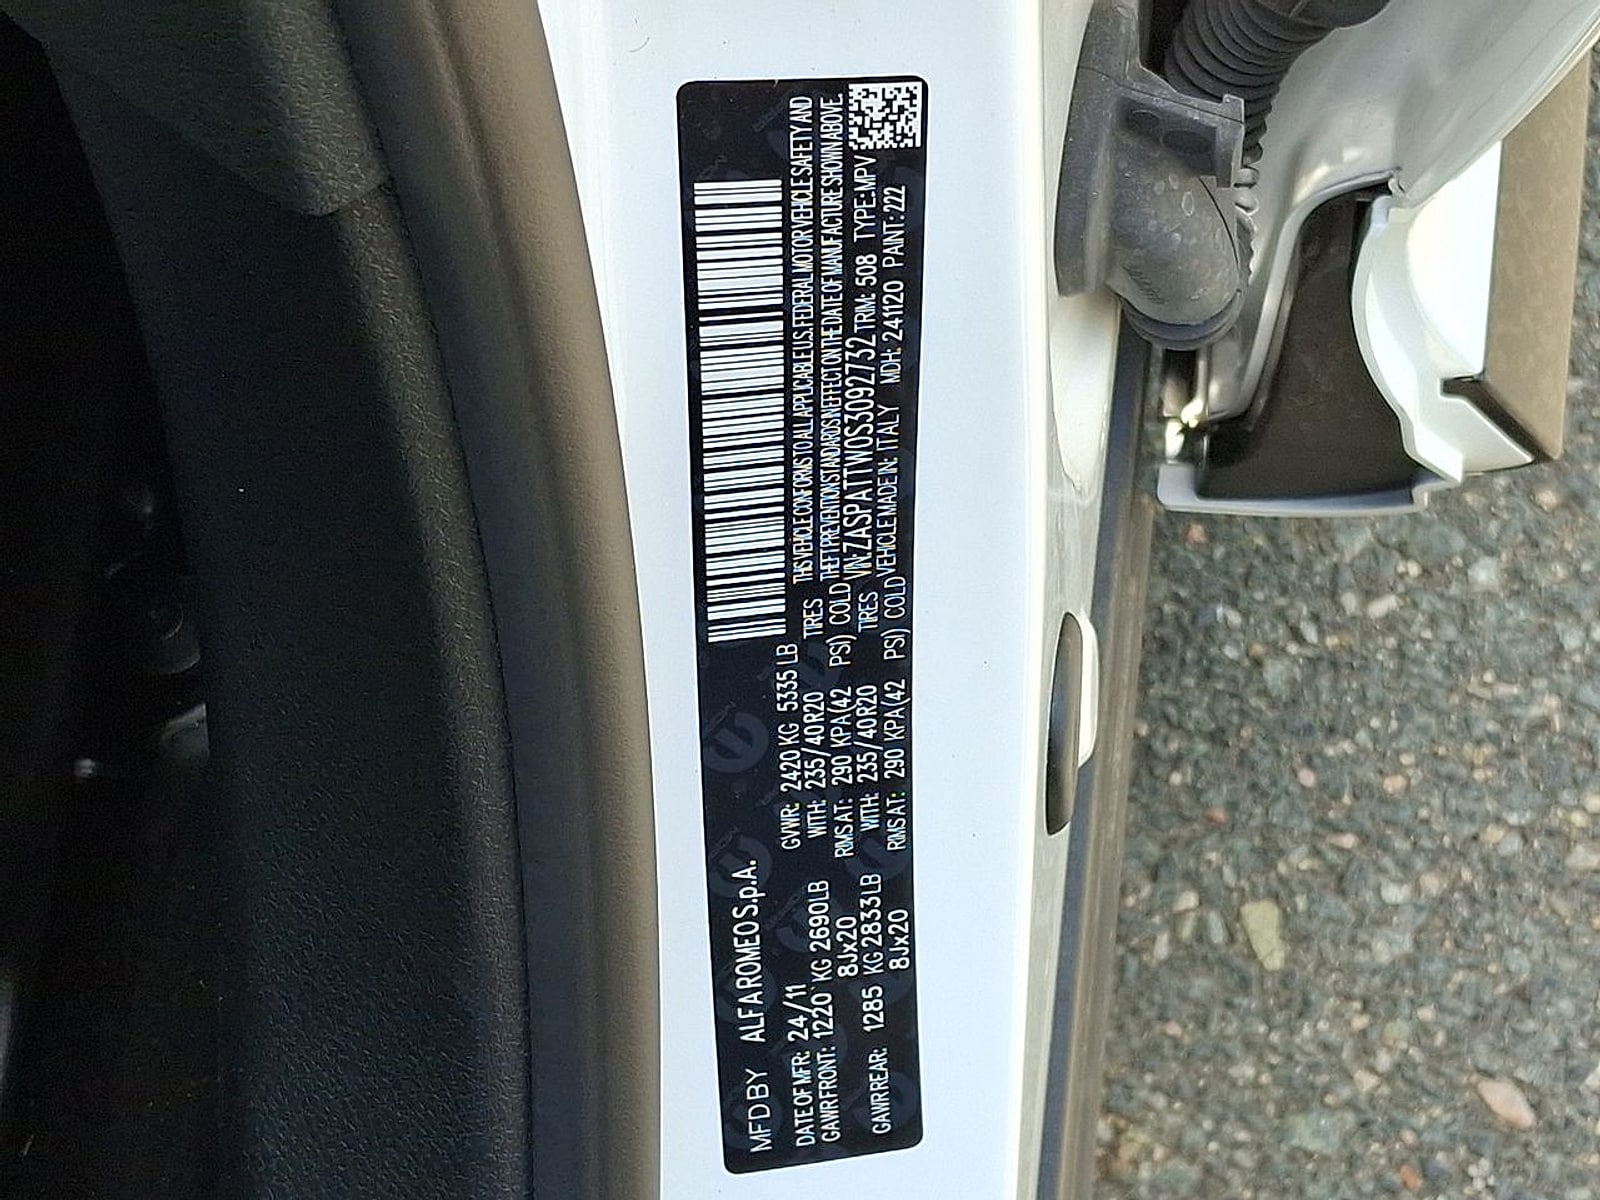 MFD BY ALFA ROMEO S.p.A.
DATE OF MFR: 24/11 GVWR: 2420 KG 5335 LB
GAWR FRONT: 1220 KG 2690 LB WITH: 235/40R20 TIRES
8Jx20 RIMS AT: 290 KPA(42 PSI) COLD
GAWR REAR: 1285 KG 2833 LB WITH: 235/40R20 TIRES
8Jx20 RIMS AT: 290 KPA(42 PSI) COLD
THIS VEHICLE CONFORMS TO ALL APPLICABLE U.S. FEDERAL MOTOR VEHICLE SAFETY AND
THEFT PREVENTION STANDARDS IN EFFECT ON THE DATE OF MANUFACTURE SHOWN ABOVE.
VIN: ZASPATTW0S3092732 TRIM: 508 TYPE: MPV
VEHICLE MADE IN: ITALY MDH: 241120 PAINT: 222